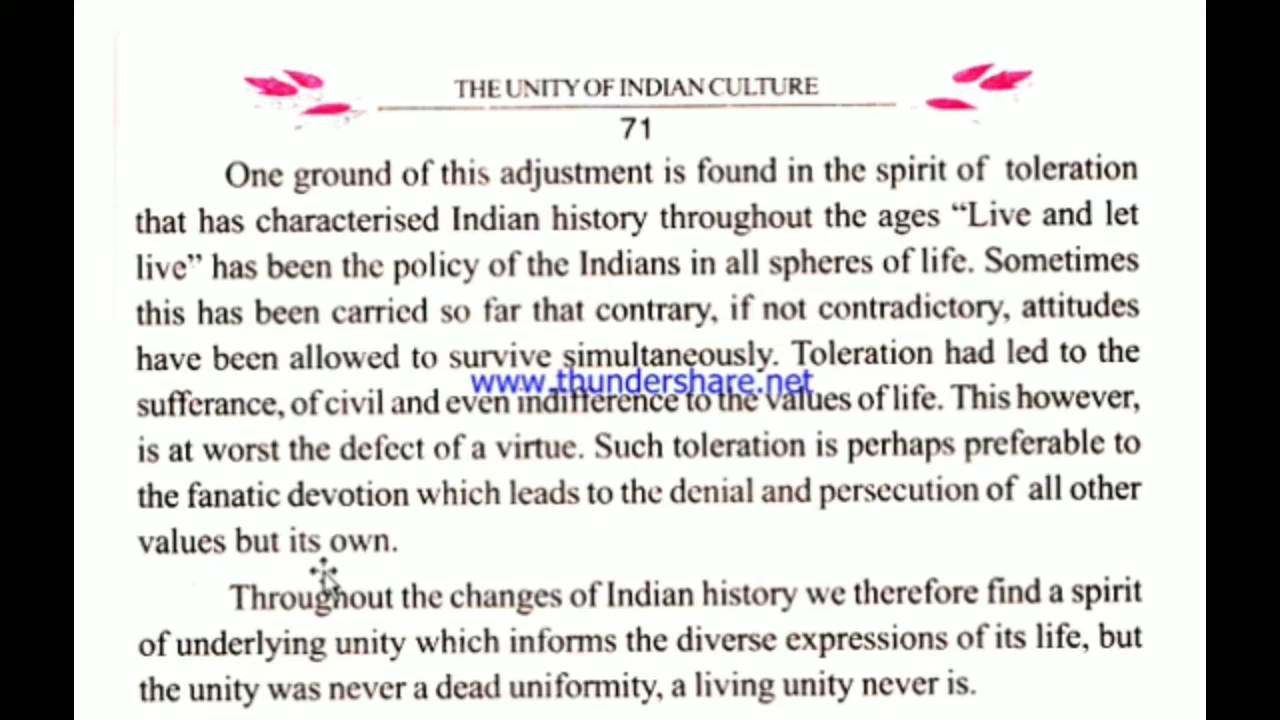 THE UNITY OF INDIAN CULTURE
71
One ground of this adjustment is found in the spirit of toleration
that has characterised Indian history throughout the ages “Live and let
live” has been the policy of the Indians in all spheres of life. Sometimes
this has been carried so far that contrary, if not contradictory, attitudes
have been allowed to survive simultaneously. Toleration had led to the
www.thundershare.net
sufferance, of civil and even indifference to the values of life. This however,
is at worst the defect of a virtue. Such toleration is perhaps preferable to
the fanatic devotion which leads to the denial and persecution of all other
values but its own.
Throughout the changes of Indian history we therefore find a spirit
of underlying unity which informs the diverse expressions of its life, but
the unity was never a dead uniformity, a living unity never is.